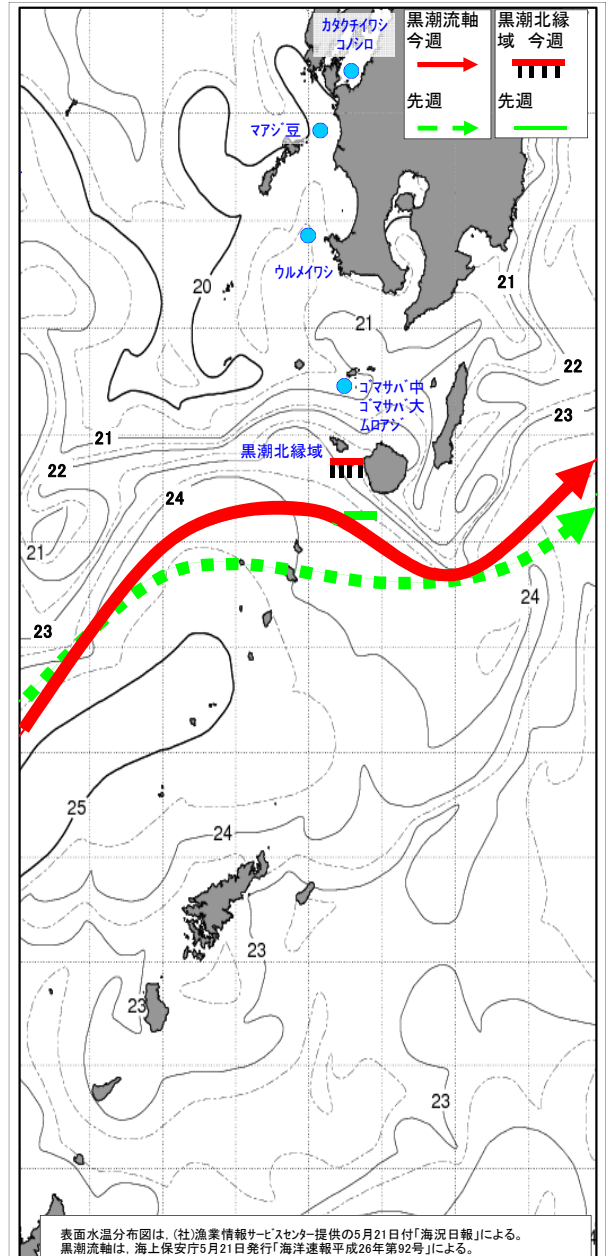 カタクチイワシ
コノシロ
黒潮流軸
今週
先週
黒潮北縁
域 今週
先週
マアジ豆
ウルメイワシ
20
21
21
22
23
ゴマサバ中
ゴマサバ大
ムロアジ
21
黒潮北縁域
22
24
21
23
24
25
24
23
23
23
表面水温分布図は，(社)漁業情報サービスセンター提供の5月21日付「海況日報」による。
黒潮流軸は，海上保安庁5月21日発行「海洋速報平成26年第92号」による。